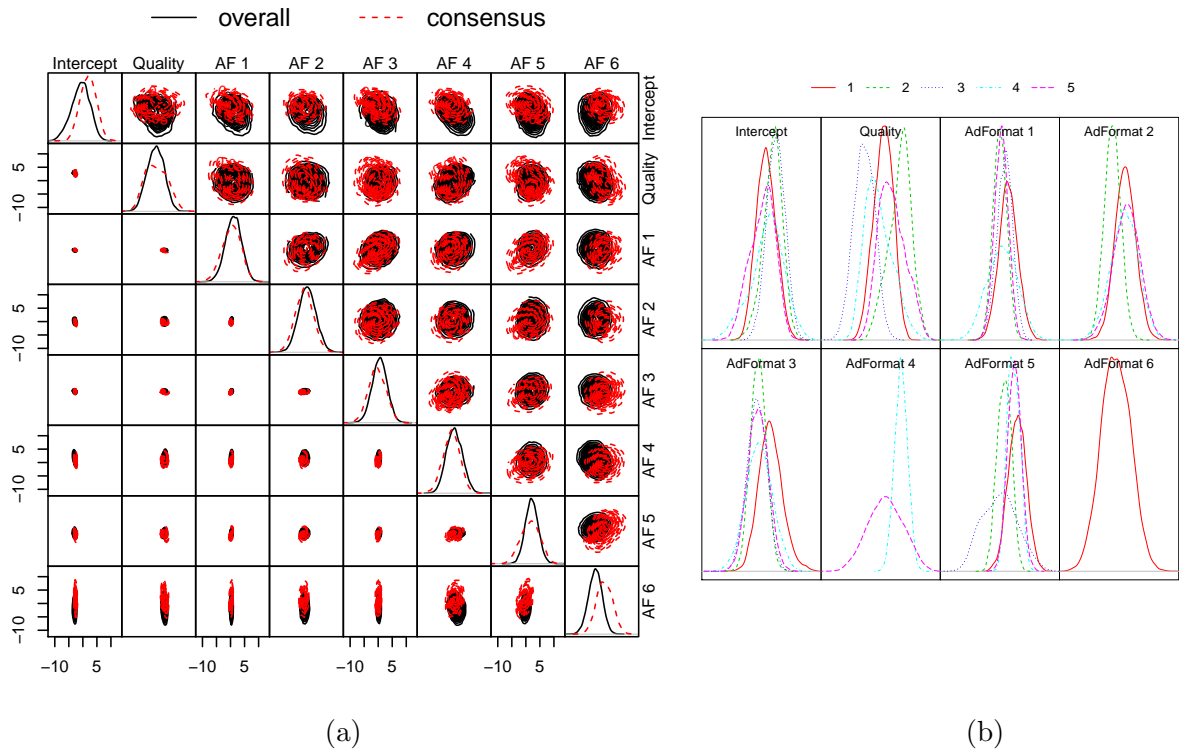 overall consensus
1 2 3 4 5
Intercept Quality AF 1 AF 2 AF 3 AF 4 AF 5 AF 6
Intercept
Quality
AF 1
AF 2
AF 3
AF 4
AF 5
AF 6
5
−10
5
−10
5
−10
5
−10
−10 5 −10 5 −10 5 −10 5
Intercept Quality AdFormat 1 AdFormat 2
AdFormat 3 AdFormat 4 AdFormat 5 AdFormat 6
(a) (b)